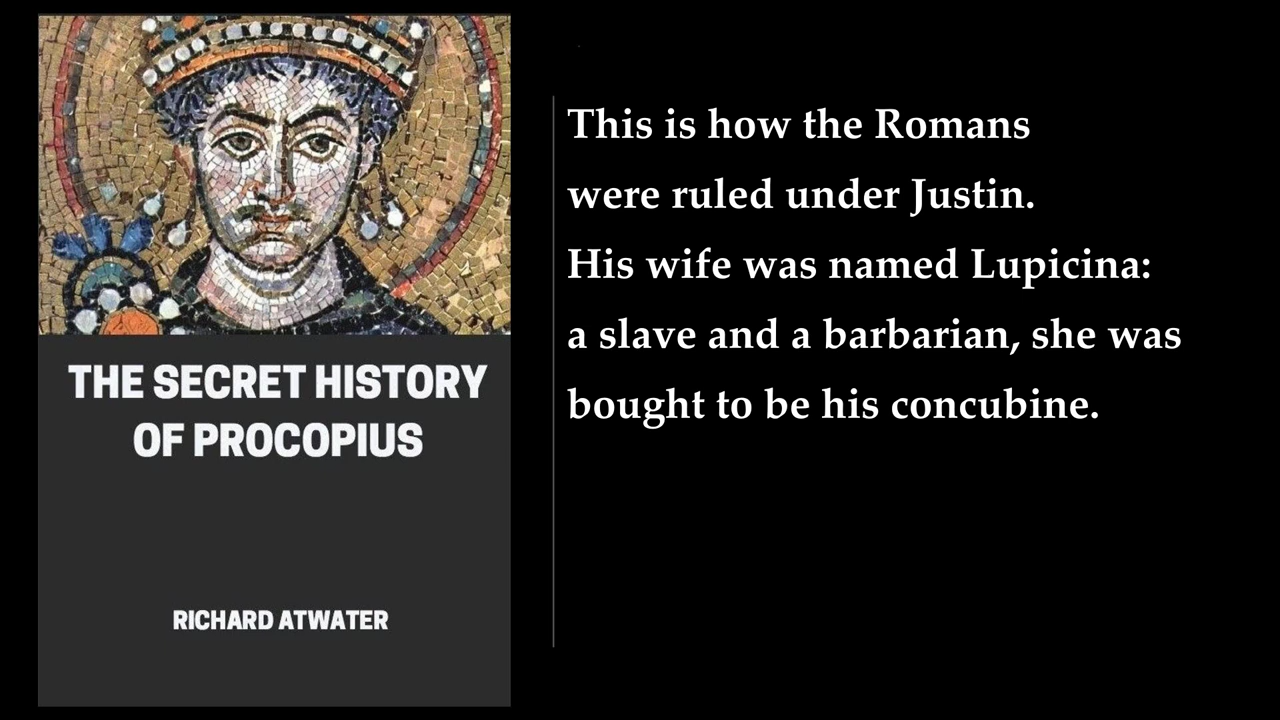 THE SECRET HISTORY
OF PROCOPIUS
RICHARD ATWATER
This is how the Romans
were ruled under Justin.
His wife was named Lupicina:
a slave and a barbarian, she was
bought to be his concubine.